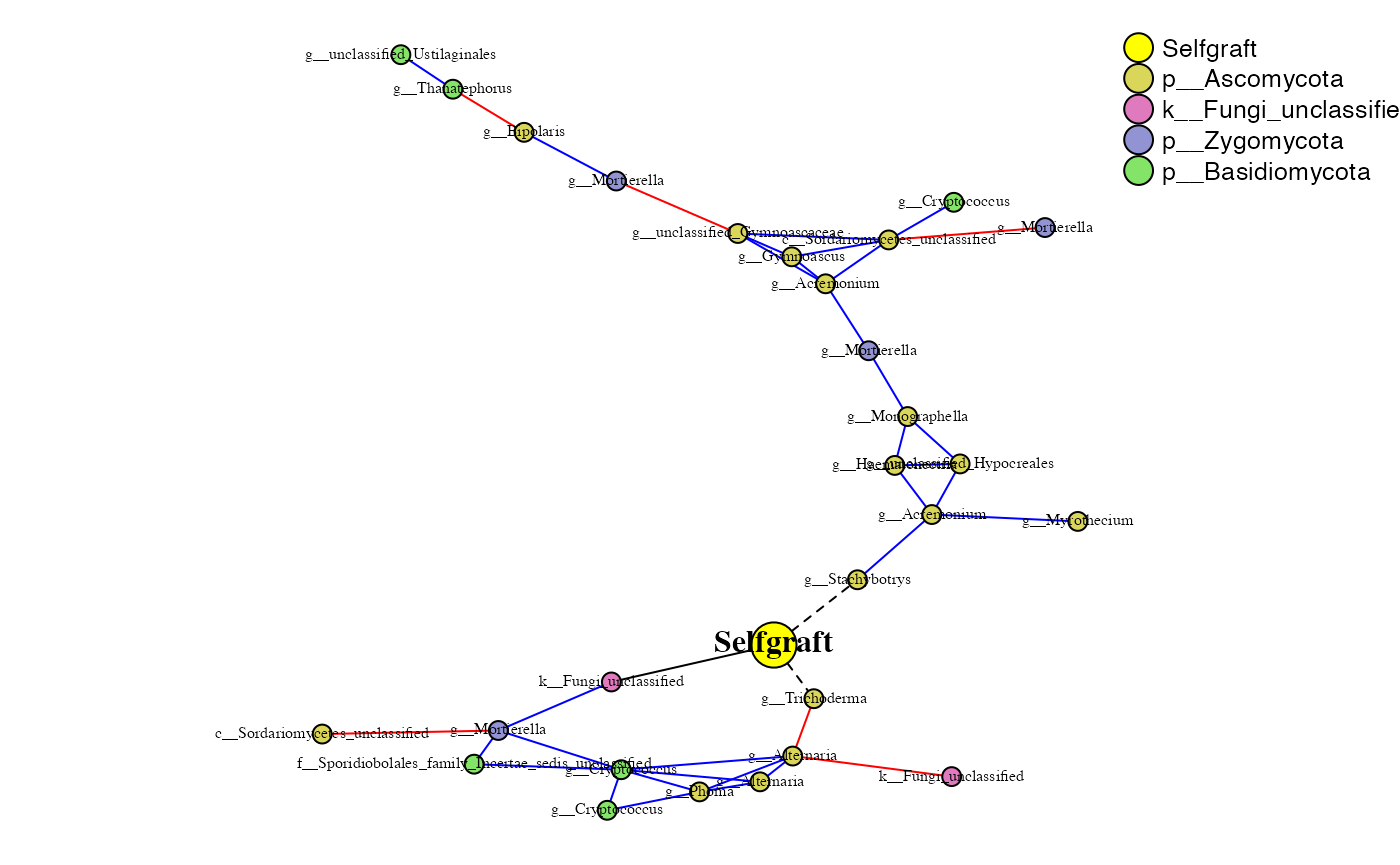 Selfgraft
p__Ascomycota
k__Fungi_unclassifie
p__Zygomycota
p__Basidiomycota
g__unclassified_Ustilaginales
g__Thanatephorus
g__Bipolaris
g__Mortierella
g__Cryptococcus
g__Mortierella
g__unclassified_Gymnoascaceae
c__Sordariomycetes_unclassified
g__Gymnoascus
g__Acremonium
g__Mortierella
g__Monographella
g__unclassified_Hypocreales
g__Acremonium
g__Myrothecium
g__Stachybotrys
Selfgraft
k__Fungi_unclassified
g__Trichoderma
c__Sordariomycetes_unclassified
g__Mortierella
g__Alternaria
f__Sporidiobolales_family_Incertae_sedis_unclassified
g__Cryptococcus
k__Fungi_unclassified
g__Alternaria
g__Phoma
g__Cryptococcus